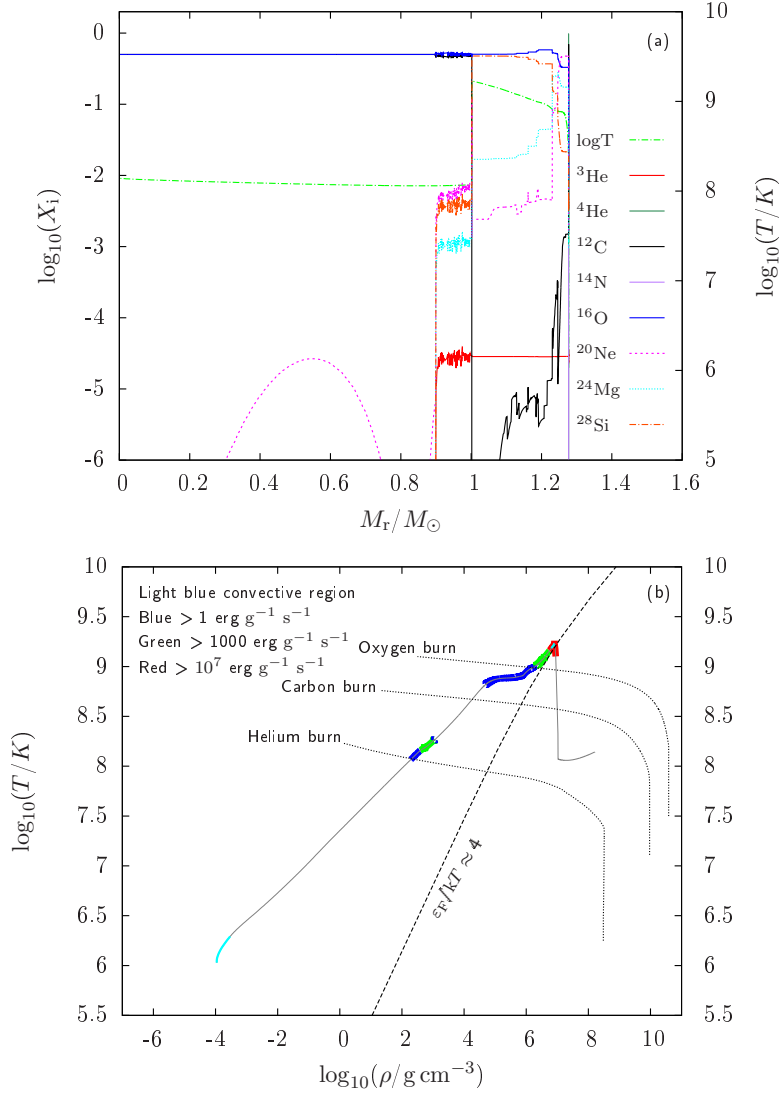 (a)
log₁₀(Xᵢ)
0
-1
-2
-3
-4
-5
-6
10
9
8
7
6
5
log₁₀(T/K)
logT
³He
⁴He
¹²C
¹⁴N
¹⁶O
²⁰Ne
²⁴Mg
²⁸Si
0 0.2 0.4 0.6 0.8 1 1.2 1.4 1.6
Mᵣ/M⊙
(b)
log₁₀(T/K)
10
9.5
9
8.5
8
7.5
7
6.5
6
5.5
10
9.5
9
8.5
8
7.5
7
6.5
6
5.5
Light blue convective region
Blue > 1 erg g⁻¹ s⁻¹
Green > 1000 erg g⁻¹ s⁻¹
Red > 10⁷ erg g⁻¹ s⁻¹
Oxygen burn
Carbon burn
Helium burn
ε_F/kT ≈ 4
-6 -4 -2 0 2 4 6 8 10
log₁₀(ρ/g cm⁻³)